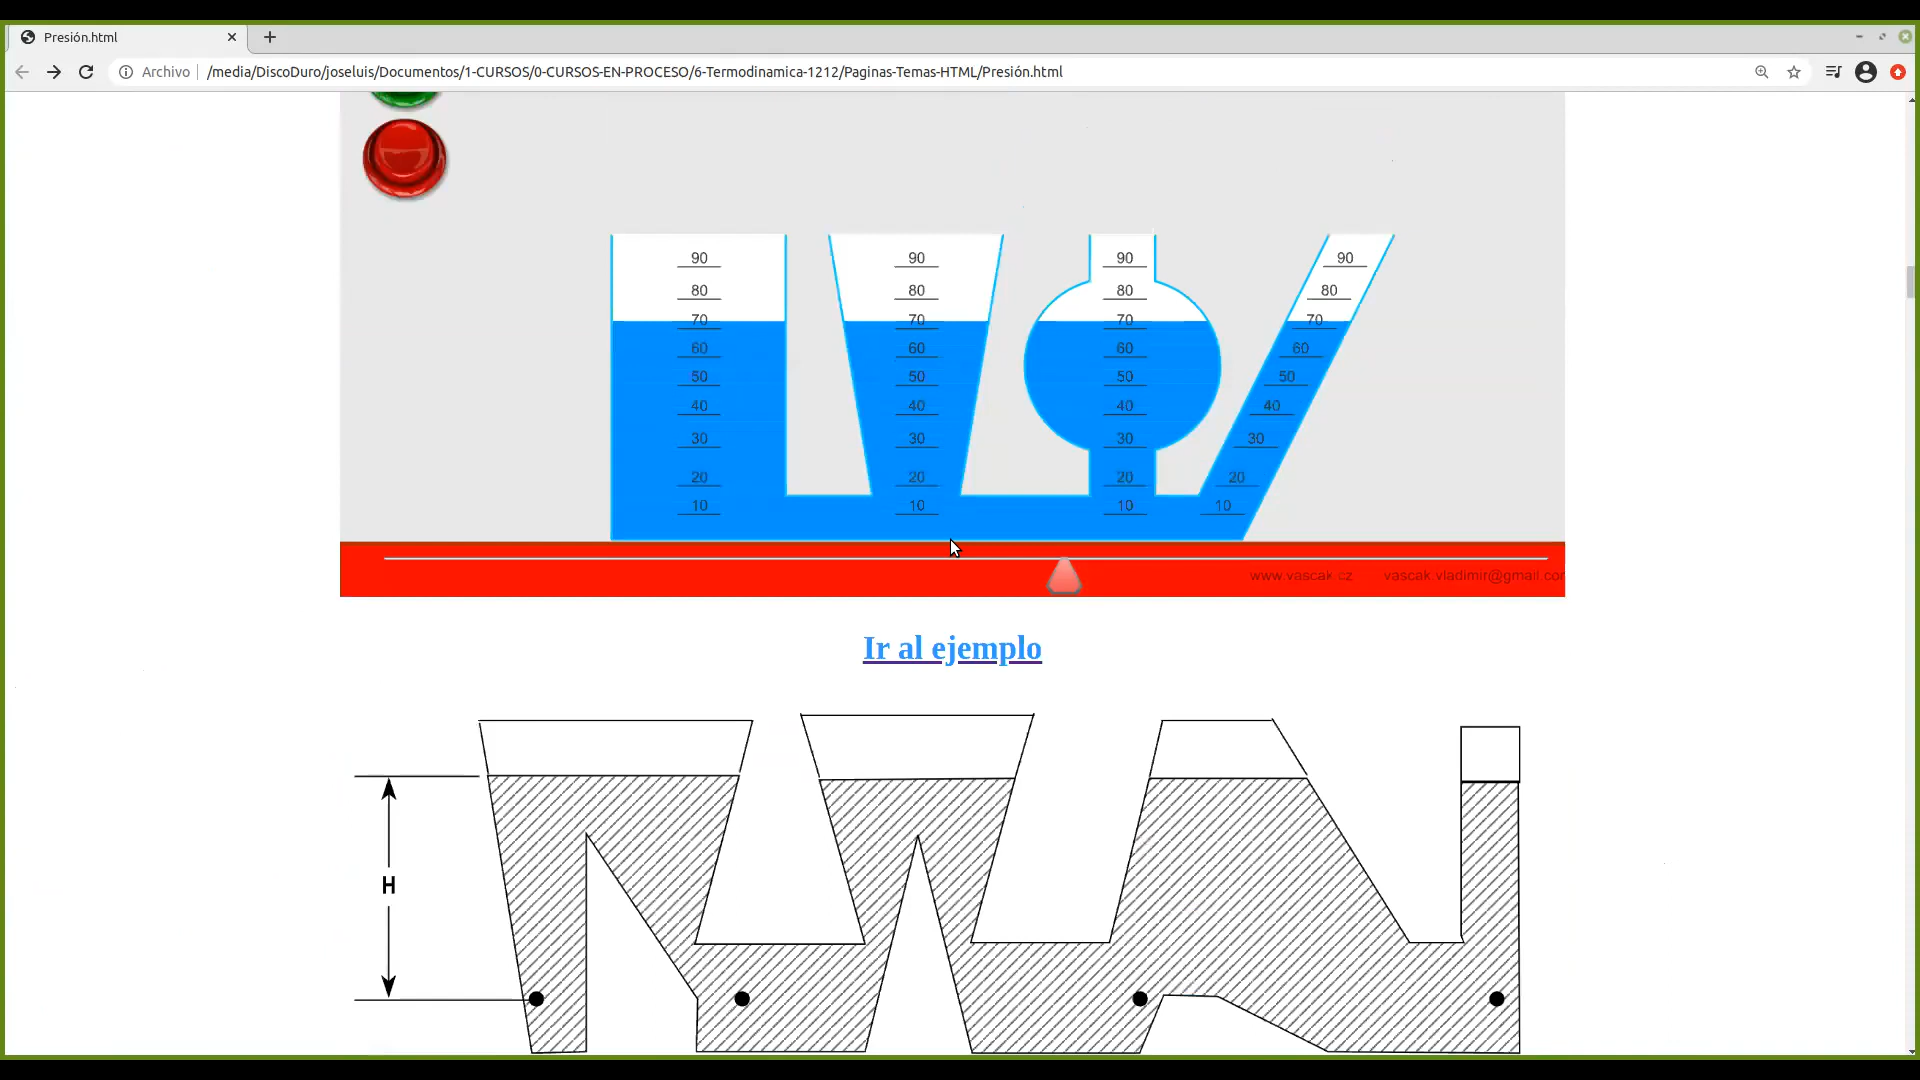 Presión.html
Archivo /media/DiscoDuro/joseluis/Documentos/1-CURSOS/0-CURSOS-EN-PROCESO/6-Termodinamica-1212/Paginas-Temas-HTML/Presión.html
90 90 90 90
80 80 80 80
70 70 70 70
60 60 60 60
50 50 50 50
40 40 40 40
30 30 30 30
20 20 20 20
10 10 10 10
www.vascak.cz vascak.vladimir@gmail.cor
Ir al ejemplo
H